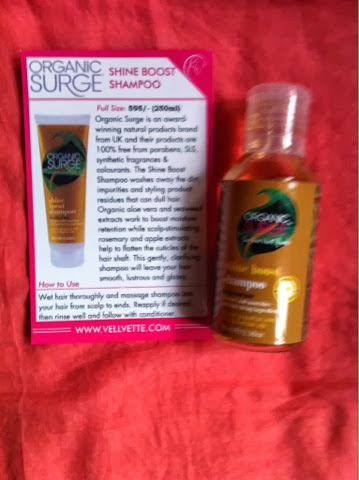 ORGANIC SURGE SHINE BOOST SHAMPOO
Full Size: 595/- (250ml)
Organic Surge is an award-
winning natural products brand
from UK and their products are
100% free from parabens, SLS,
synthetic fragrances &
colourants. The Shine Boost
Shampoo washes away the dirt,
impurities and styling product
residues that can dull hair.
Organic aloe vera and seaweed
extracts work to boost moisture
retention while scalp-stimulating
rosemary and apple extracts
help to flatten the cuticles of the
hair shaft. This gently, clarifying
shampoo will leave your hair
smooth, lustrous and glossy.
ORGANIC
SURGE
shine
boost
shampoo
How to Use
Wet hair thoroughly and massage shampoo into
your hair from scalp to ends. Reapply if desired,
then rinse well and follow with conditioner.
WWW.VELLVETTE.COM
ORGANIC
SURGE
Boost
shampoo